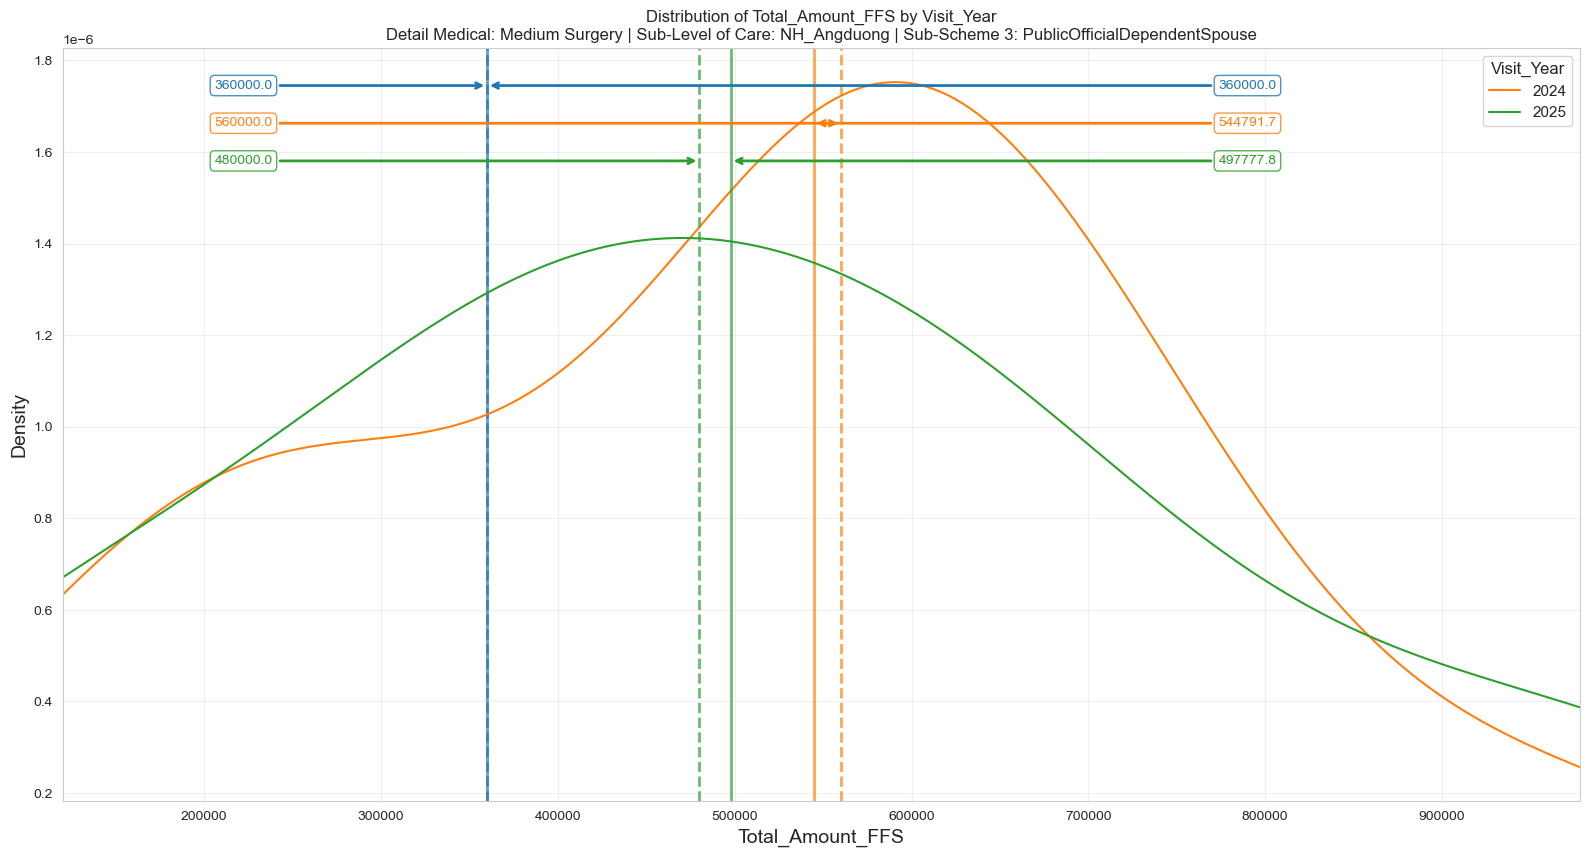 Distribution of Total_Amount_FFS by Visit_Year
Detail Medical: Medium Surgery | Sub-Level of Care: NH_Angduong | Sub-Scheme 3: PublicOfficialDependentSpouse
1e−6
1.8
1.6
1.4
1.2
1.0
0.8
0.6
0.4
0.2
Density
360000.0
360000.0
560000.0
544791.7
480000.0
497777.8
Visit_Year
2024
2025
200000 300000 400000 500000 600000 700000 800000 900000
Total_Amount_FFS